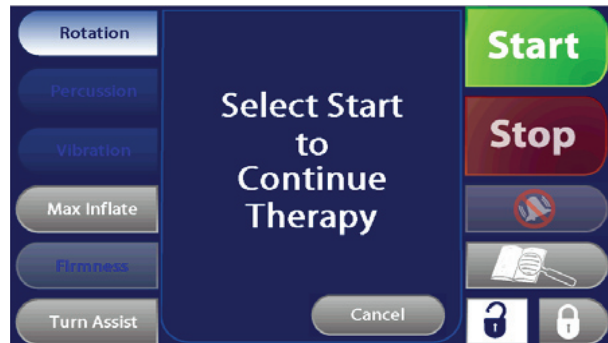 Rotation
Percussion
Vibration
Max Inflate
Firmness
Turn Assist
Select Start
to
Continue
Therapy
Cancel
Start
Stop